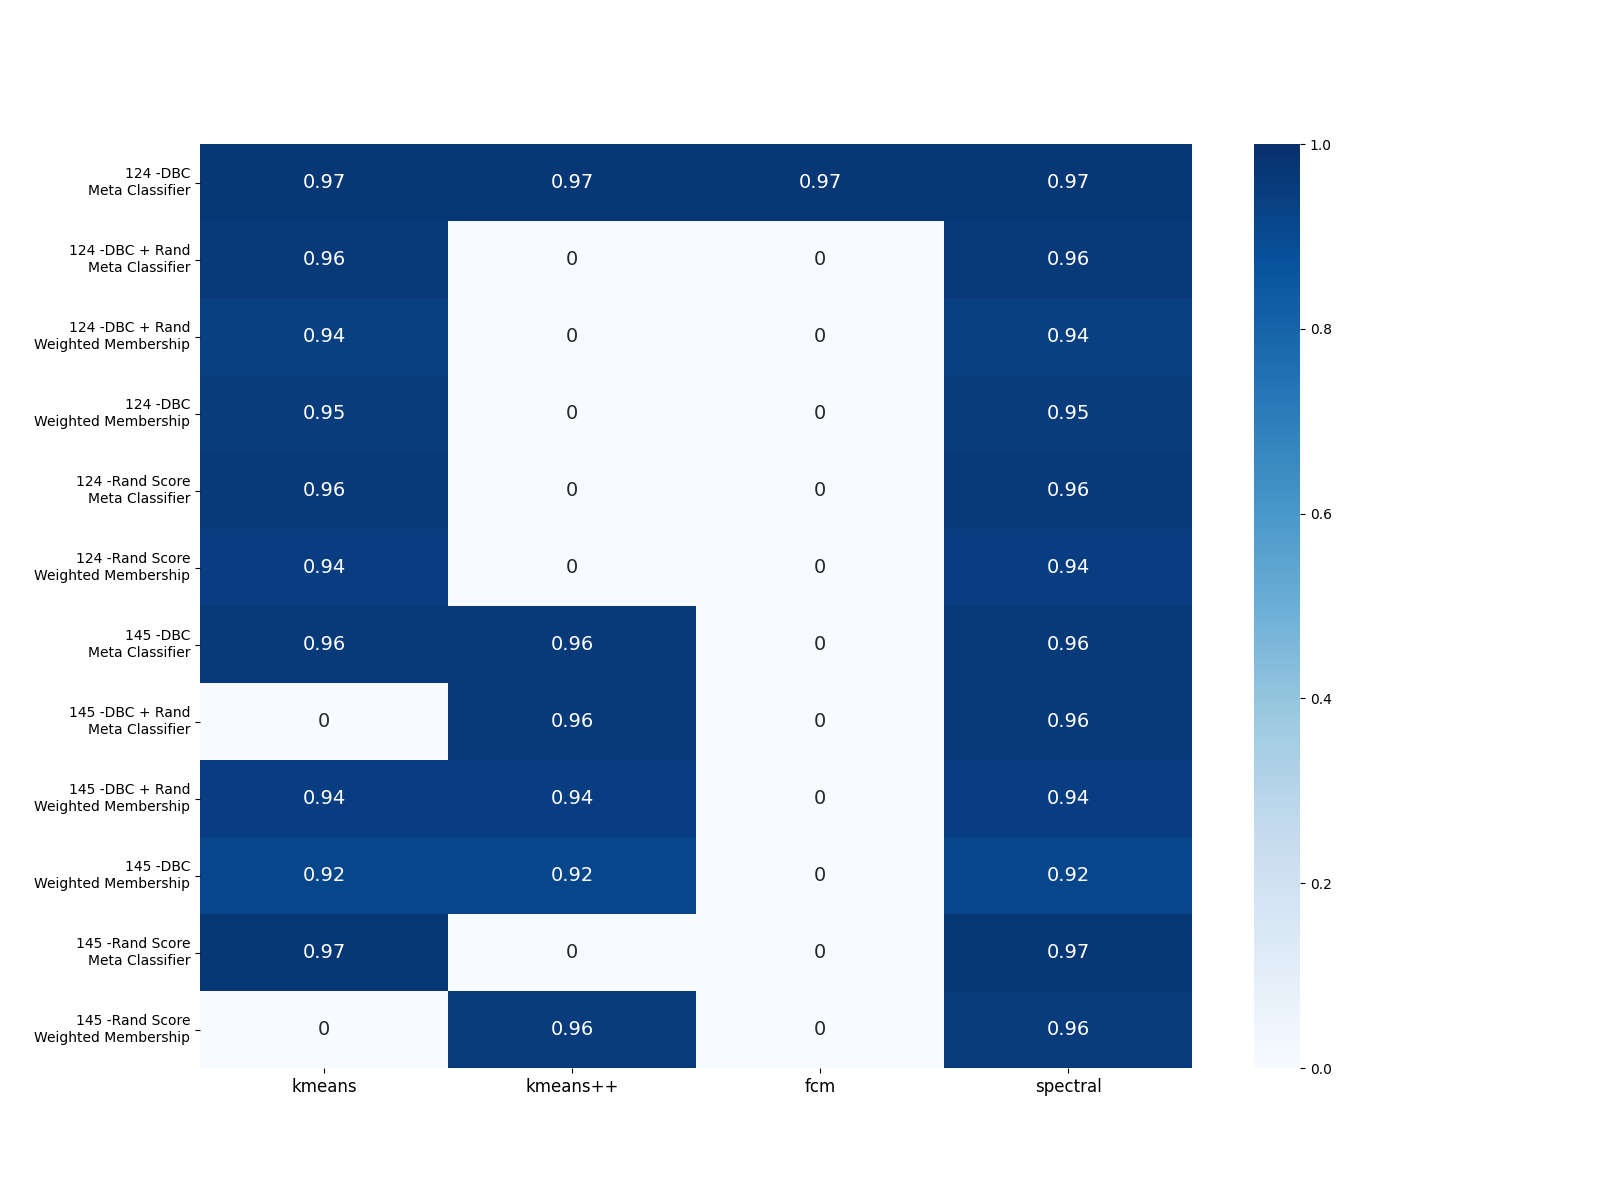 124 -DBC
Meta Classifier
0.97 0.97 0.97 0.97
124 -DBC + Rand
Meta Classifier
0.96 0 0 0.96
124 -DBC + Rand
Weighted Membership
0.94 0 0 0.94
124 -DBC
Weighted Membership
0.95 0 0 0.95
124 -Rand Score
Meta Classifier
0.96 0 0 0.96
124 -Rand Score
Weighted Membership
0.94 0 0 0.94
145 -DBC
Meta Classifier
0.96 0.96 0 0.96
145 -DBC + Rand
Meta Classifier
0 0.96 0 0.96
145 -DBC + Rand
Weighted Membership
0.94 0.94 0 0.94
145 -DBC
Weighted Membership
0.92 0.92 0 0.92
145 -Rand Score
Meta Classifier
0.97 0 0 0.97
145 -Rand Score
Weighted Membership
0 0.96 0 0.96
kmeans kmeans++ fcm spectral
1.0
0.8
0.6
0.4
0.2
0.0